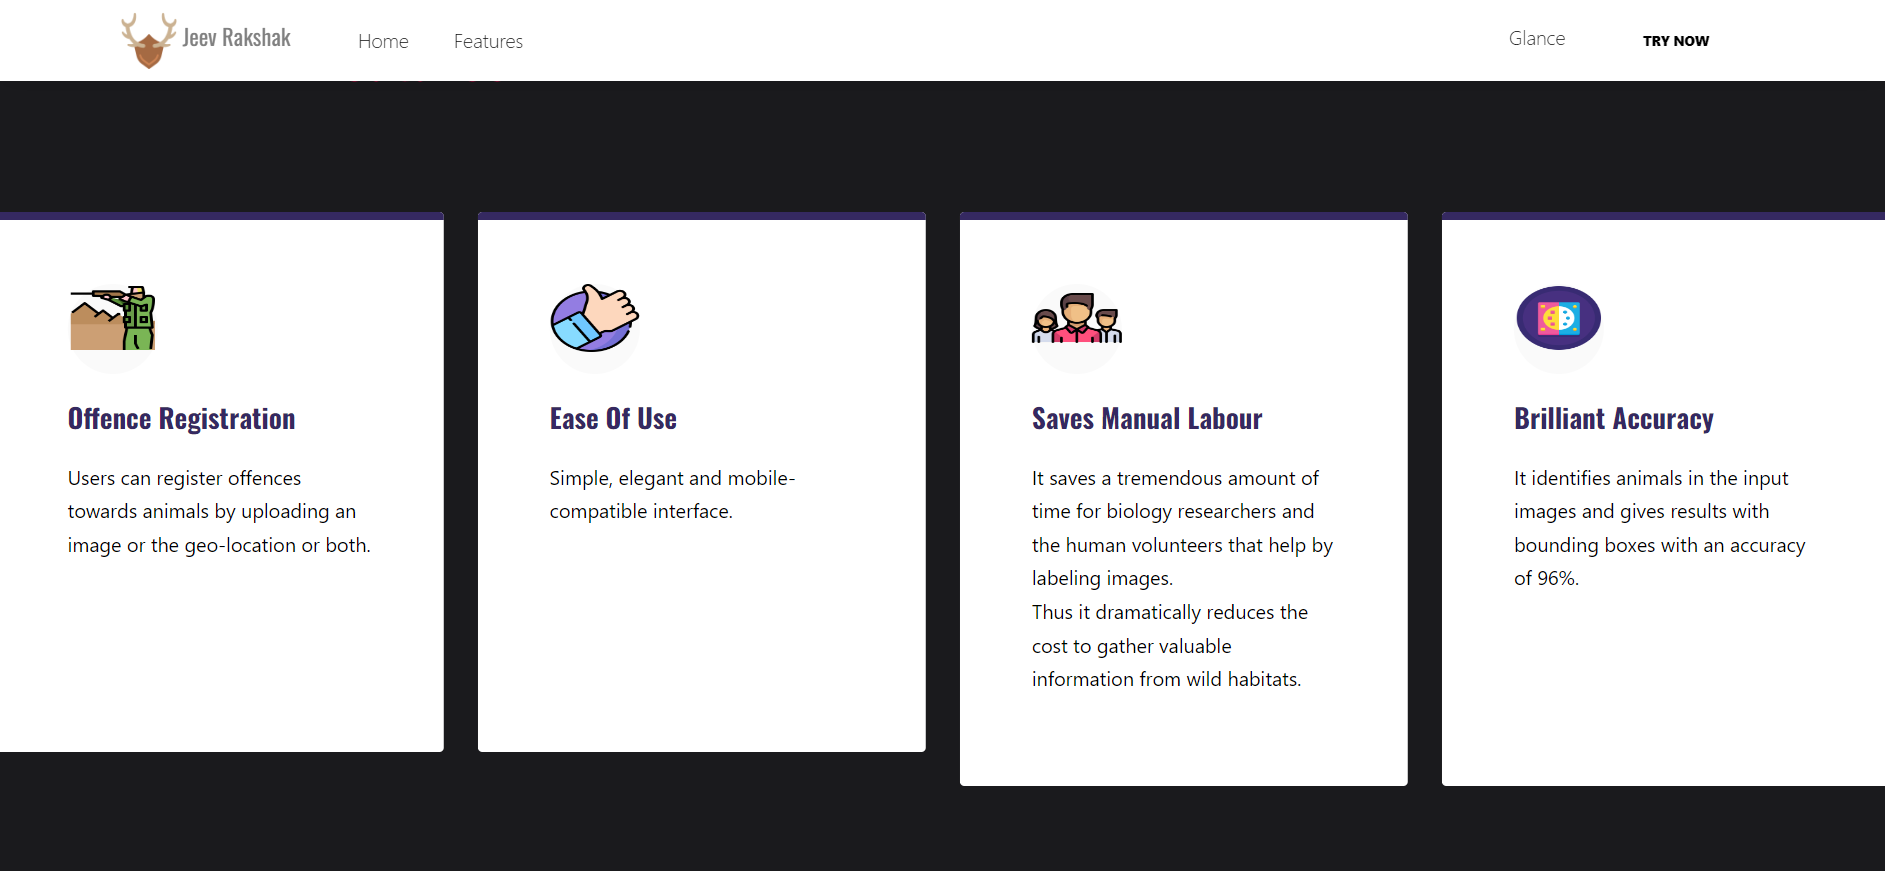 Jeev Rakshak
Home
Features
Glance
TRY NOW
Offence Registration
Users can register offences
towards animals by uploading an
image or the geo-location or both.
Ease Of Use
Simple, elegant and mobile-
compatible interface.
Saves Manual Labour
It saves a tremendous amount of
time for biology researchers and
the human volunteers that help by
labeling images.
Thus it dramatically reduces the
cost to gather valuable
information from wild habitats.
Brilliant Accuracy
It identifies animals in the input
images and gives results with
bounding boxes with an accuracy
of 96%.